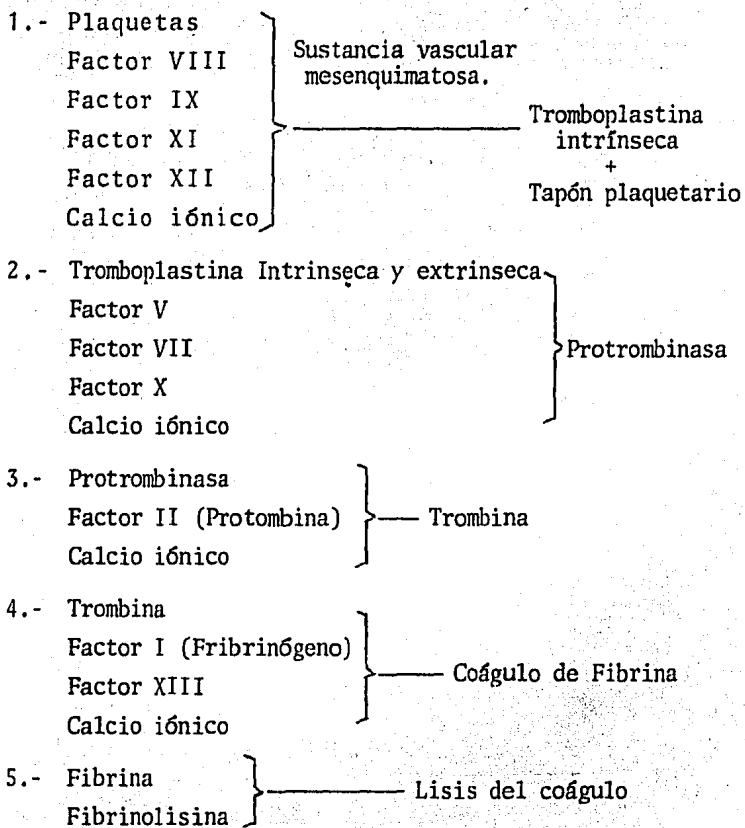 1.- Plaquetas
Factor VIII
Factor IX
Factor XI
Factor XII
Calcio iónico
Sustancia vascular
mesenquimatosa.
Tromboplastina
intrínseca
+
Tapón plaquetario
2.- Tromboplastina Intrinseca y extrinseca
Factor V
Factor VII
Factor X
Calcio iónico
Protrombinasa
3.- Protrombinasa
Factor II (Protombina)
Calcio iónico
Trombina
4.- Trombina
Factor I (Fribrinógeno)
Factor XIII
Calcio iónico
Coágulo de Fibrina
5.- Fibrina
Fibrinolisina
Lisis del coágulo